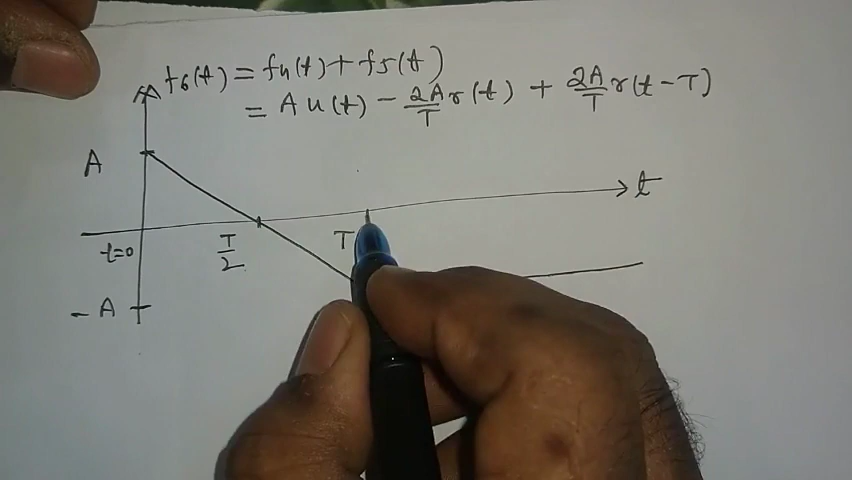 f6(t) = f4(t) + f5(t)
= A u(t) - 2A/T r(t) + 2A/T r(t-T)
A
t
t=0
T/2
T
- A